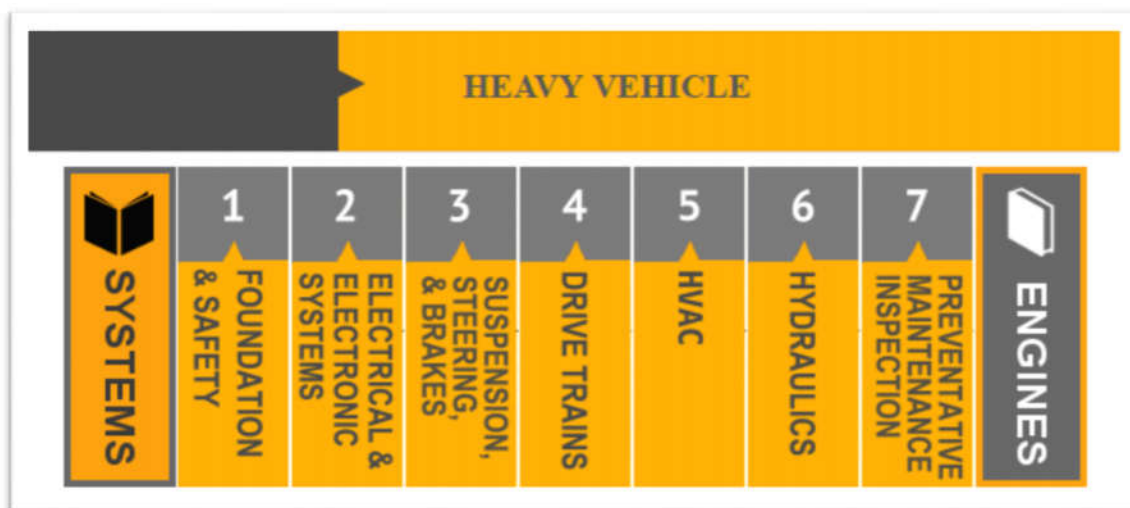 HEAVY VEHICLE
SYSTEMS
1
FOUNDATION
& SAFETY
2
ELECTRICAL &
ELECTRONIC
SYSTEMS
3
SUSPENSION,
STEERING,
& BRAKES
4
DRIVE TRAINS
5
HVAC
6
HYDRAULICS
7
PREVENTATIVE
MAINTENANCE
INSPECTION
ENGINES